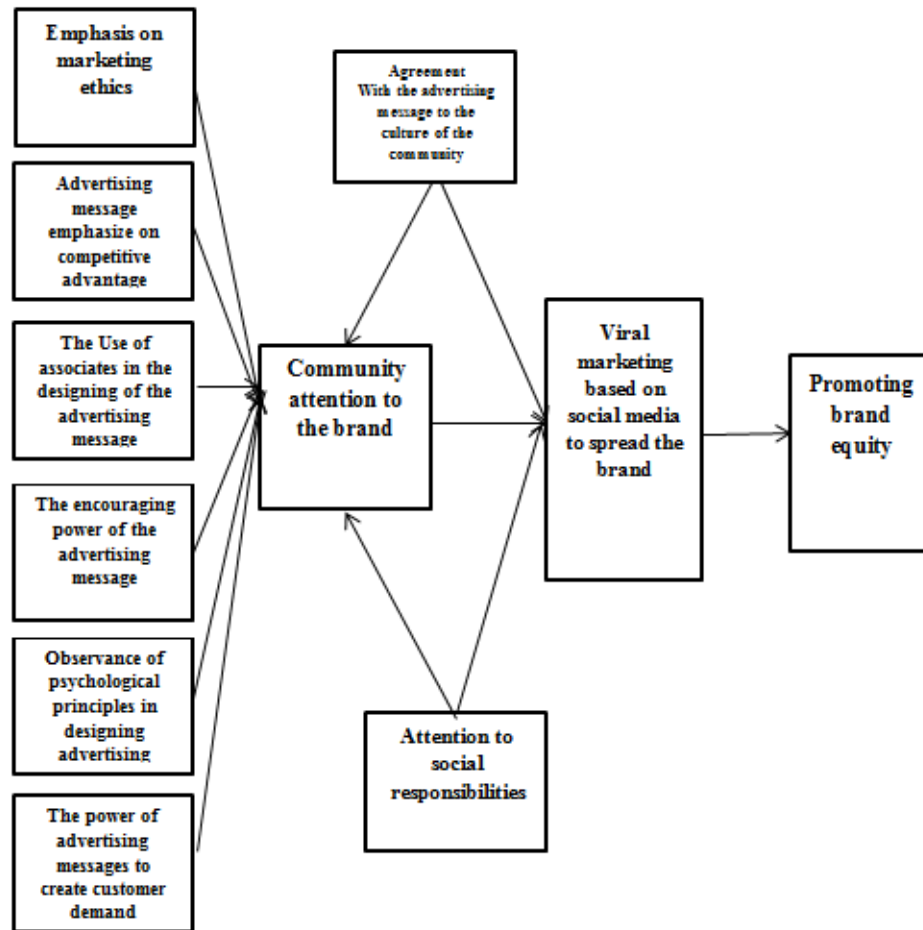 Emphasis on
marketing
ethics
Advertising
message
emphasize on
competitive
advantage
The Use of
associates in the
designing of the
advertising
message
The encouraging
power of the
advertising
message
Observance of
psychological
principles in
designing
advertising
The power of
advertising
messages to
create customer
demand
Agreement
With the advertising
message to the
culture of the
community
Community
attention to
the brand
Attention to
social
responsibilities
Viral
marketing
based on
social media
to spread the
brand
Promoting
brand
equity